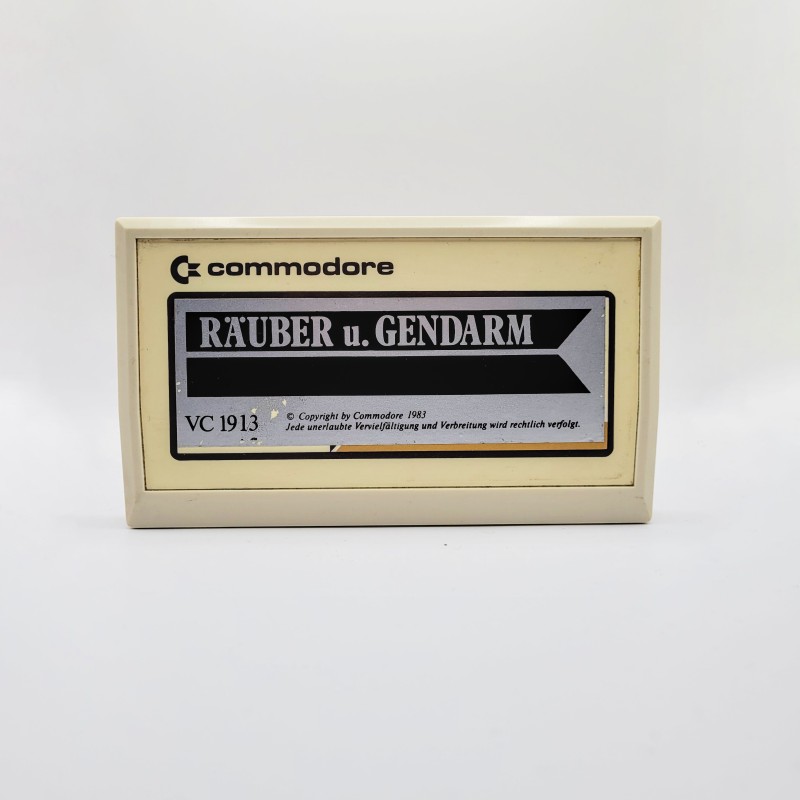 commodore
RÄUBER u. GENDARM
VC 1913
© Copyright by Commodore 1983
Jede unerlaubte Vervielfältigung und Verbreitung wird rechtlich verfolgt.